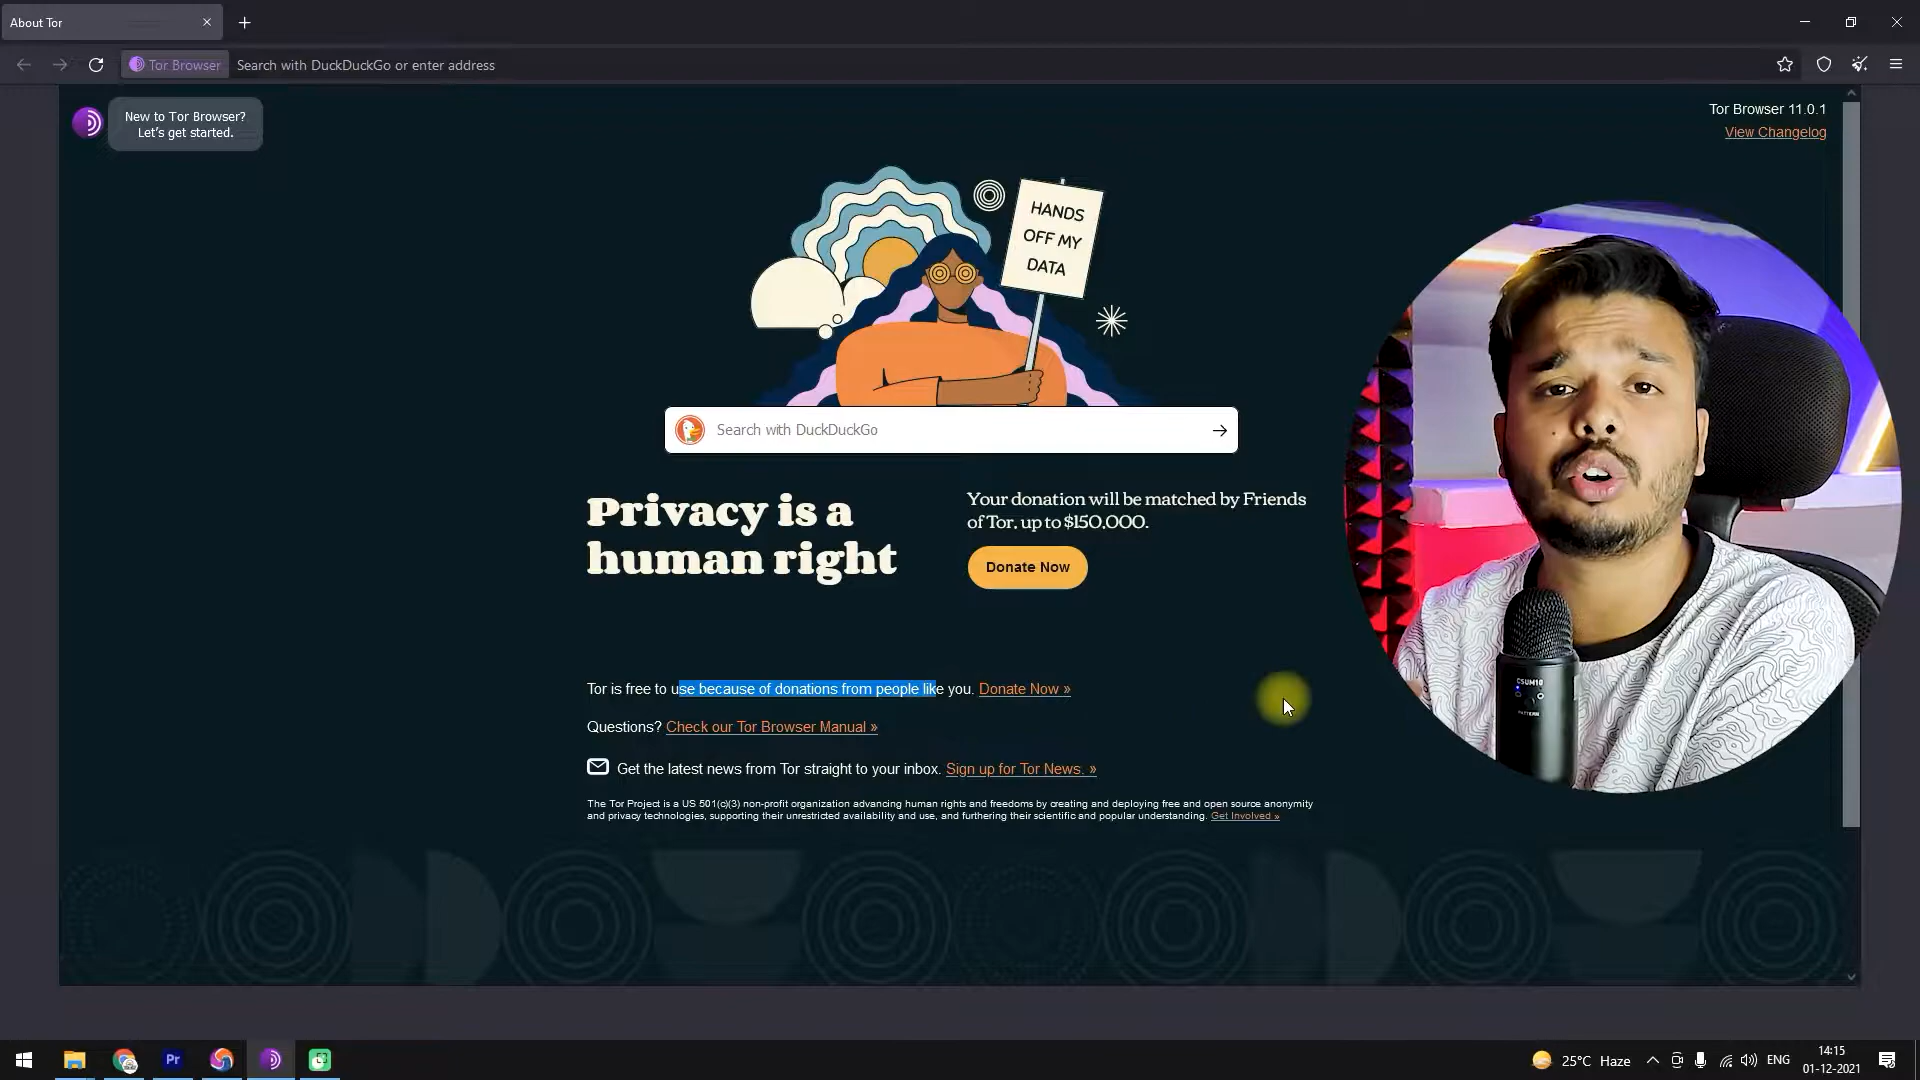 About Tor
Tor Browser
Search with DuckDuckGo or enter address
New to Tor Browser?
Let's get started.
Tor Browser 11.0.1
View Changelog
HANDS
OFF MY
DATA
Search with DuckDuckGo
Privacy is a
human right
Your donation will be matched by Friends
of Tor, up to $150,000.
Donate Now
Tor is free to use because of donations from people like you. Donate Now »
Questions? Check our Tor Browser Manual »
Get the latest news from Tor straight to your inbox. Sign up for Tor News. »
The Tor Project is a US 501(c)(3) non-profit organization advancing human rights and freedoms by creating and deploying free and open source anonymity
and privacy technologies, supporting their unrestricted availability and use, and furthering their scientific and popular understanding. Get Involved »
CSUM10
PATTERN
Pr
25°C Haze
ENG
14:15
01-12-2021